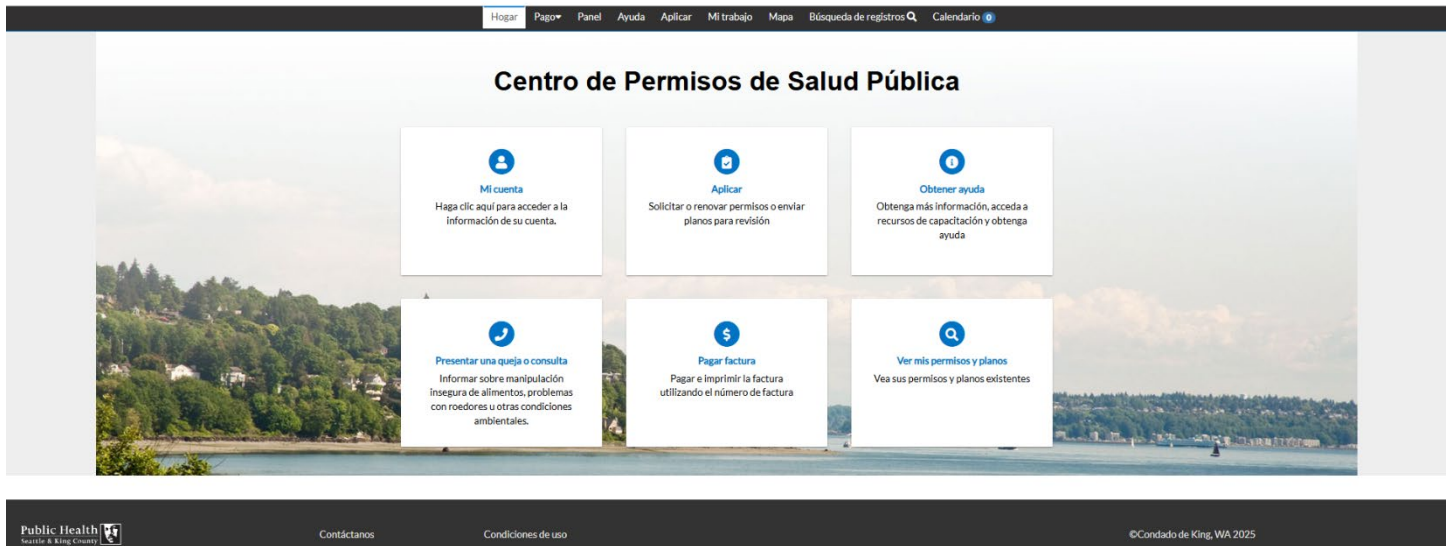 Hogar Pago Panel Ayuda Aplicar Mi trabajo Mapa Búsqueda de registros Calendario 0
Centro de Permisos de Salud Pública
Mi cuenta
Haga clic aquí para acceder a la
información de su cuenta.
Aplicar
Solicitar o renovar permisos o enviar
planos para revisión
Obtener ayuda
Obtenga más información, acceda a
recursos de capacitación y obtenga
ayuda
Presentar una queja o consulta
Informar sobre manipulación
insegura de alimentos, problemas
con roedores u otras condiciones
ambientales.
Pagar factura
Pagar e imprimir la factura
utilizando el número de factura
Ver mis permisos y planos
Vea sus permisos y planos existentes
Public Health
Seattle & King County
Contáctanos
Condiciones de uso
©Condado de King, WA 2025